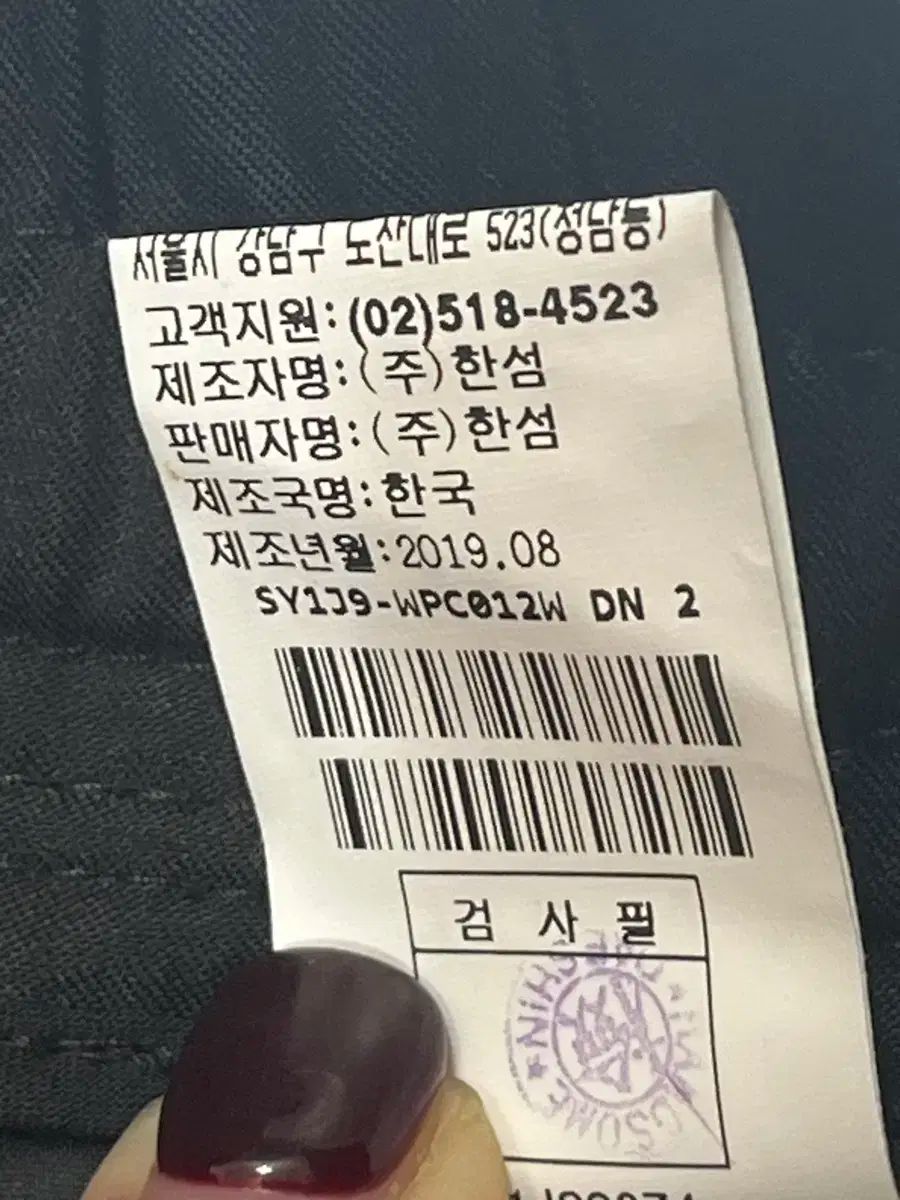 서울시 강남구 도산대로 523(청담동)
고객지원:(02)518-4523
제조자명:(주)한섬
판매자명:(주)한섬
제조국명:한국
제조년월:2019.08
SY1J9-WPC012W DN 2
검 사 필